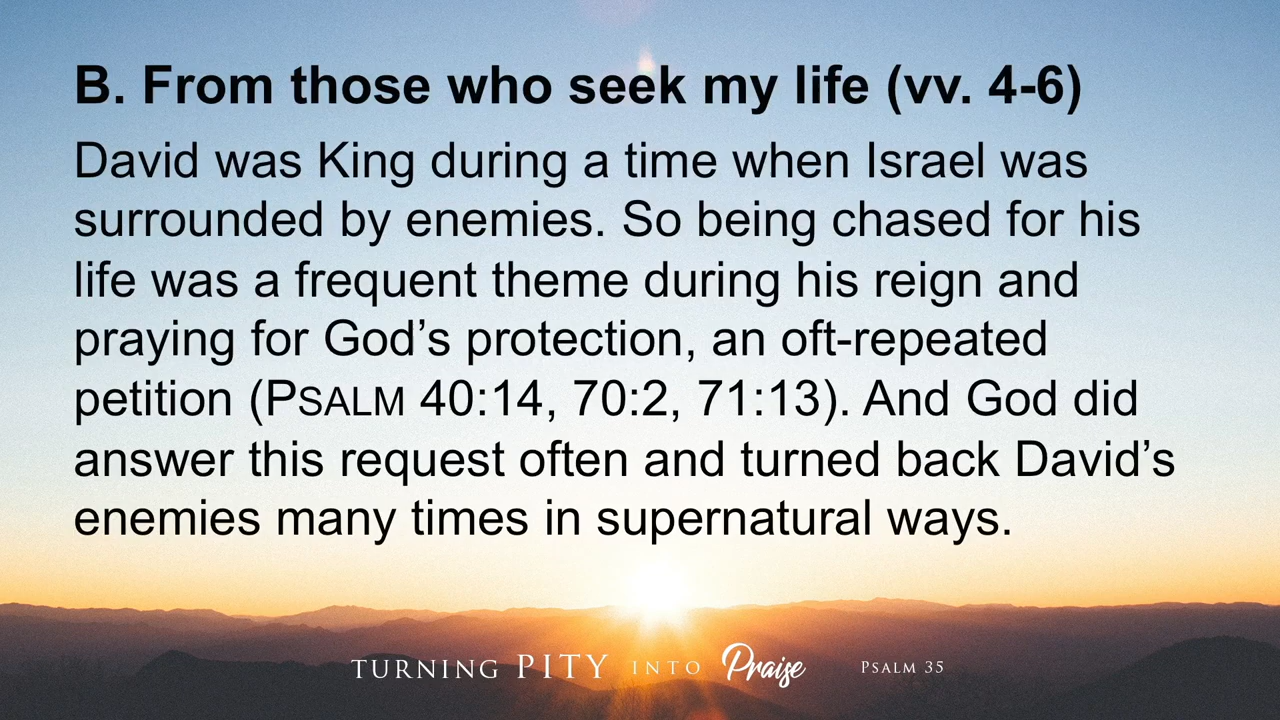 B. From those who seek my life (vv. 4-6)
David was King during a time when Israel was
surrounded by enemies. So being chased for his
life was a frequent theme during his reign and
praying for God’s protection, an oft-repeated
petition (PSALM 40:14, 70:2, 71:13). And God did
answer this request often and turned back David’s
enemies many times in supernatural ways.
TURNING PITY INTO Praise PSALM 35